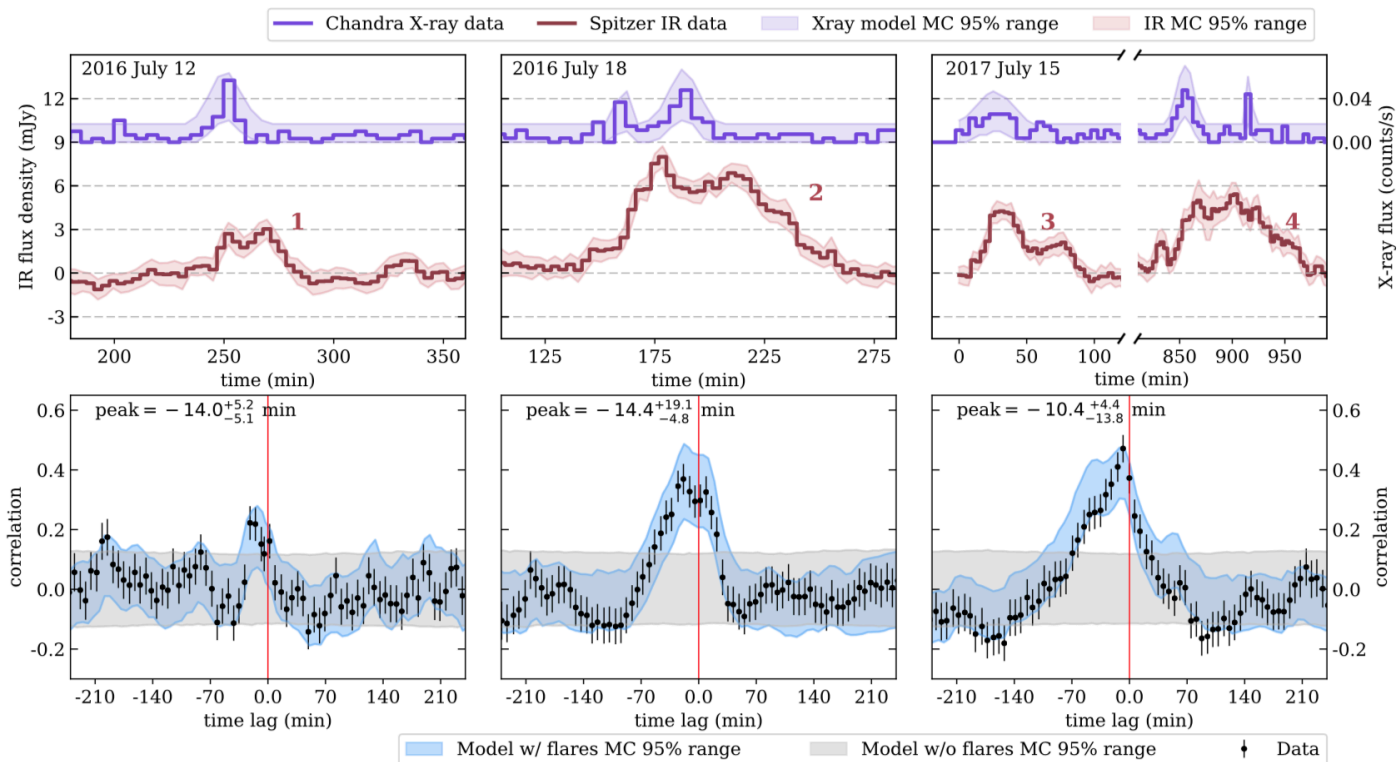 Chandra X-ray data Spitzer IR data Xray model MC 95% range IR MC 95% range
2016 July 12 2016 July 18 2017 July 15
IR flux density (mJy)
12
9
6
3
0
-3
1
2
3
4
0.04
0.00
X-ray flux (counts/s)
200 250 300 350 125 175 225 275 0 50 100 850 900 950
time (min) time (min) time (min)
peak = −14.0+5.2−5.1 min peak = −14.4+19.1−4.8 min peak = −10.4+4.4−13.8 min
correlation
0.6
0.4
0.2
0.0
-0.2
0.6
0.4
0.2
0.0
-0.2
correlation
-210 -140 -70 0.0 70 140 210 -210 -140 -70 0.0 70 140 210 -210 -140 -70 0.0 70 140 210
time lag (min) time lag (min) time lag (min)
Model w/ flares MC 95% range Model w/o flares MC 95% range Data